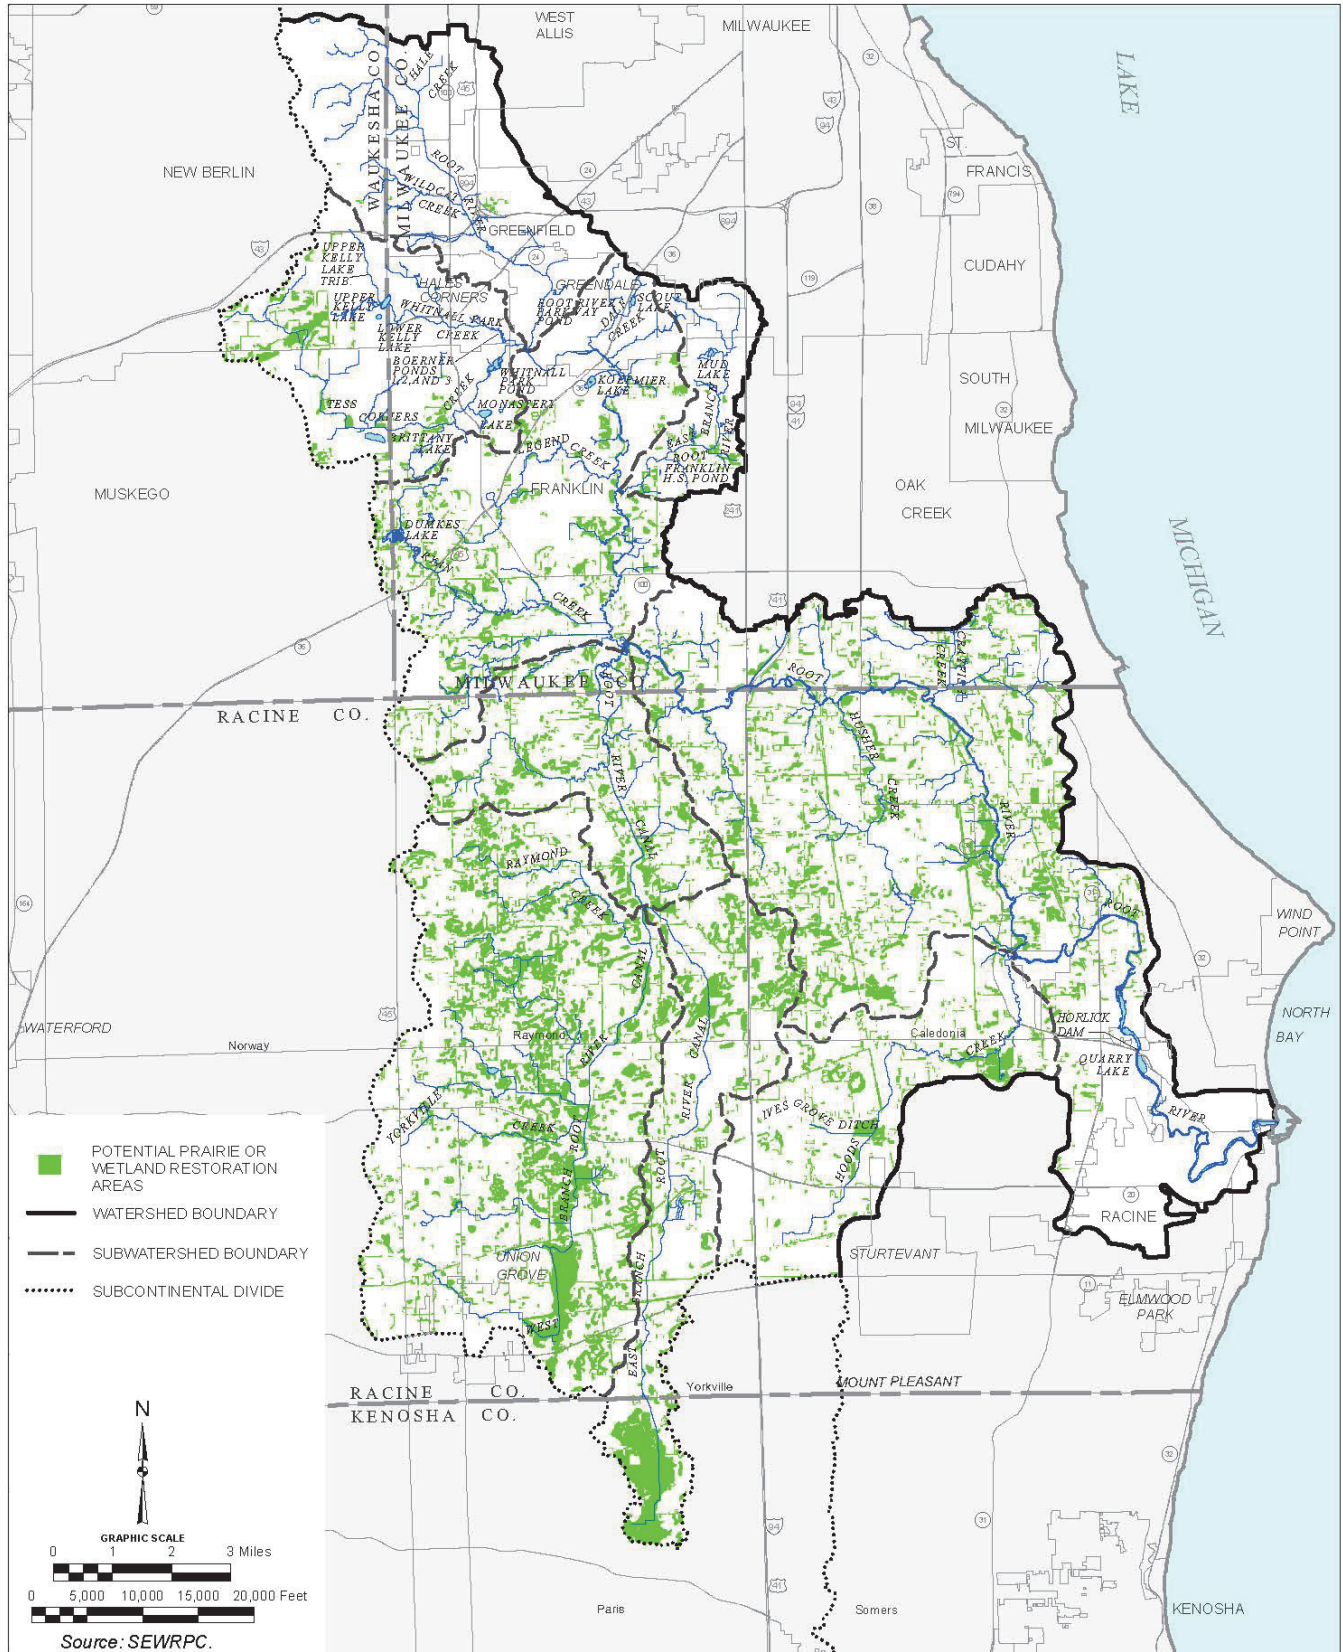 WEST
ALLIS
MILWAUKEE
LAKE
MICHIGAN
WAUKESHA CO.
MILWAUKEE CO.
HALE
CREEK
NEW BERLIN
ROOT
RIVER
WILDCAT
CREEK
GREENFIELD
ST.
FRANCIS
CUDAHY
UPPER
KELLY
LAKE
TRIB.
HALES
CORNERS
GREENDALE
UPPER
KELLY
LAKE
WHITNALL PARK
CREEK
ROOT RIVER
PARKWAY
POND
DALE
CREEK
SCOUT
LAKE
LOWER
KELLY
LAKE
BOERNER
PONDS
1,2,AND 3
CREEK
WHITNALL
PARK
POND
KOEPMIER
LAKE
MUD
LAKE
SOUTH
MILWAUKEE
TESS
CORNERS
MONASTERY
LAKE
BRITTANY
LAKE
LEGEND
CREEK
EAST
BRANCH
ROOT
RIVER
FRANKLIN
H.S. POND
MUSKEGO
FRANKLIN
OAK
CREEK
DUMKES
LAKE
RYAN
CREEK
CRAYFISH
CREEK
MILWAUKEE CO.
RACINE CO.
ROOT
RIVER
CANAL
ROOT
HUSHER
CREEK
RIVER
RAYMOND
CREEK
ROOT
WIND
POINT
CANAL
WATERFORD
Norway
Raymond
RIVER
CANAL
Caledonia
CREEK
HORLICK
DAM
NORTH
BAY
QUARRY
LAKE
YORKVILLE
CREEK
ROOT
RIVER
IVES GROVE DITCH
HOODS
RIVER
BRANCH
ROOT
RACINE
UNION
GROVE
BRANCH
STURTEVANT
WEST
EAST
ELMWOOD
PARK
RACINE CO.
KENOSHA CO.
Yorkville
MOUNT PLEASANT
POTENTIAL PRAIRIE OR
WETLAND RESTORATION
AREAS
WATERSHED BOUNDARY
SUBWATERSHED BOUNDARY
SUBCONTINENTAL DIVIDE
N
GRAPHIC SCALE
0 1 2 3 Miles
0 5,000 10,000 15,000 20,000 Feet
Source: SEWRPC.
Paris
Somers
KENOSHA